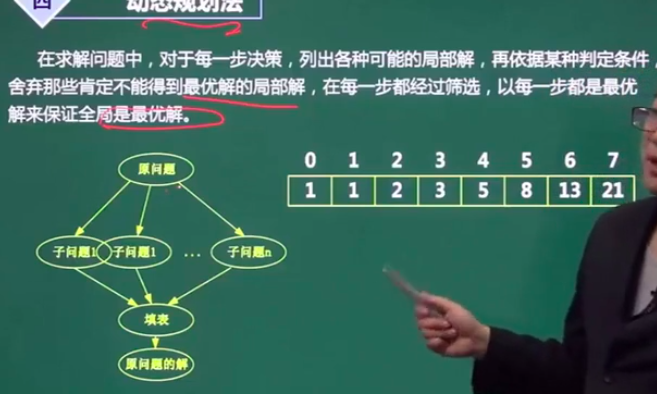 四
动态规划法
在求解问题中，对于每一步决策，列出各种可能的局部解，再依据某种判定条件，
舍弃那些肯定不能得到最优解的局部解，在每一步都经过筛选，以每一步都是最优
解来保证全局是最优解。
原问题
子问题1 子问题1 … 子问题n
填表
原问题的解
0 1 2 3 4 5 6 7
1 1 2 3 5 8 13 21